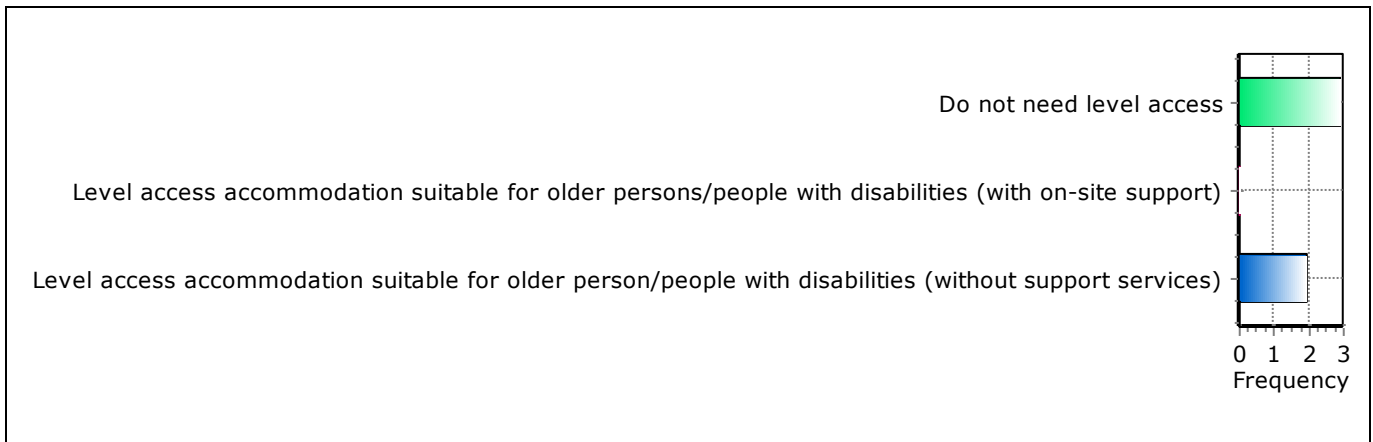 Do not need level access
Level access accommodation suitable for older persons/people with disabilities (with on-site support)
Level access accommodation suitable for older person/people with disabilities (without support services)
0 1 2 3
Frequency